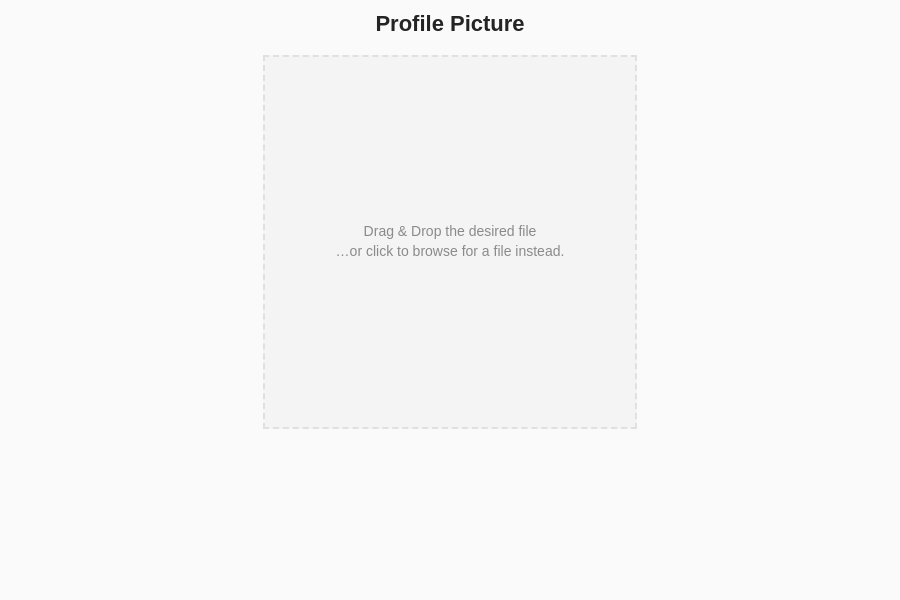 Profile Picture
Drag & Drop the desired file
…or click to browse for a file instead.